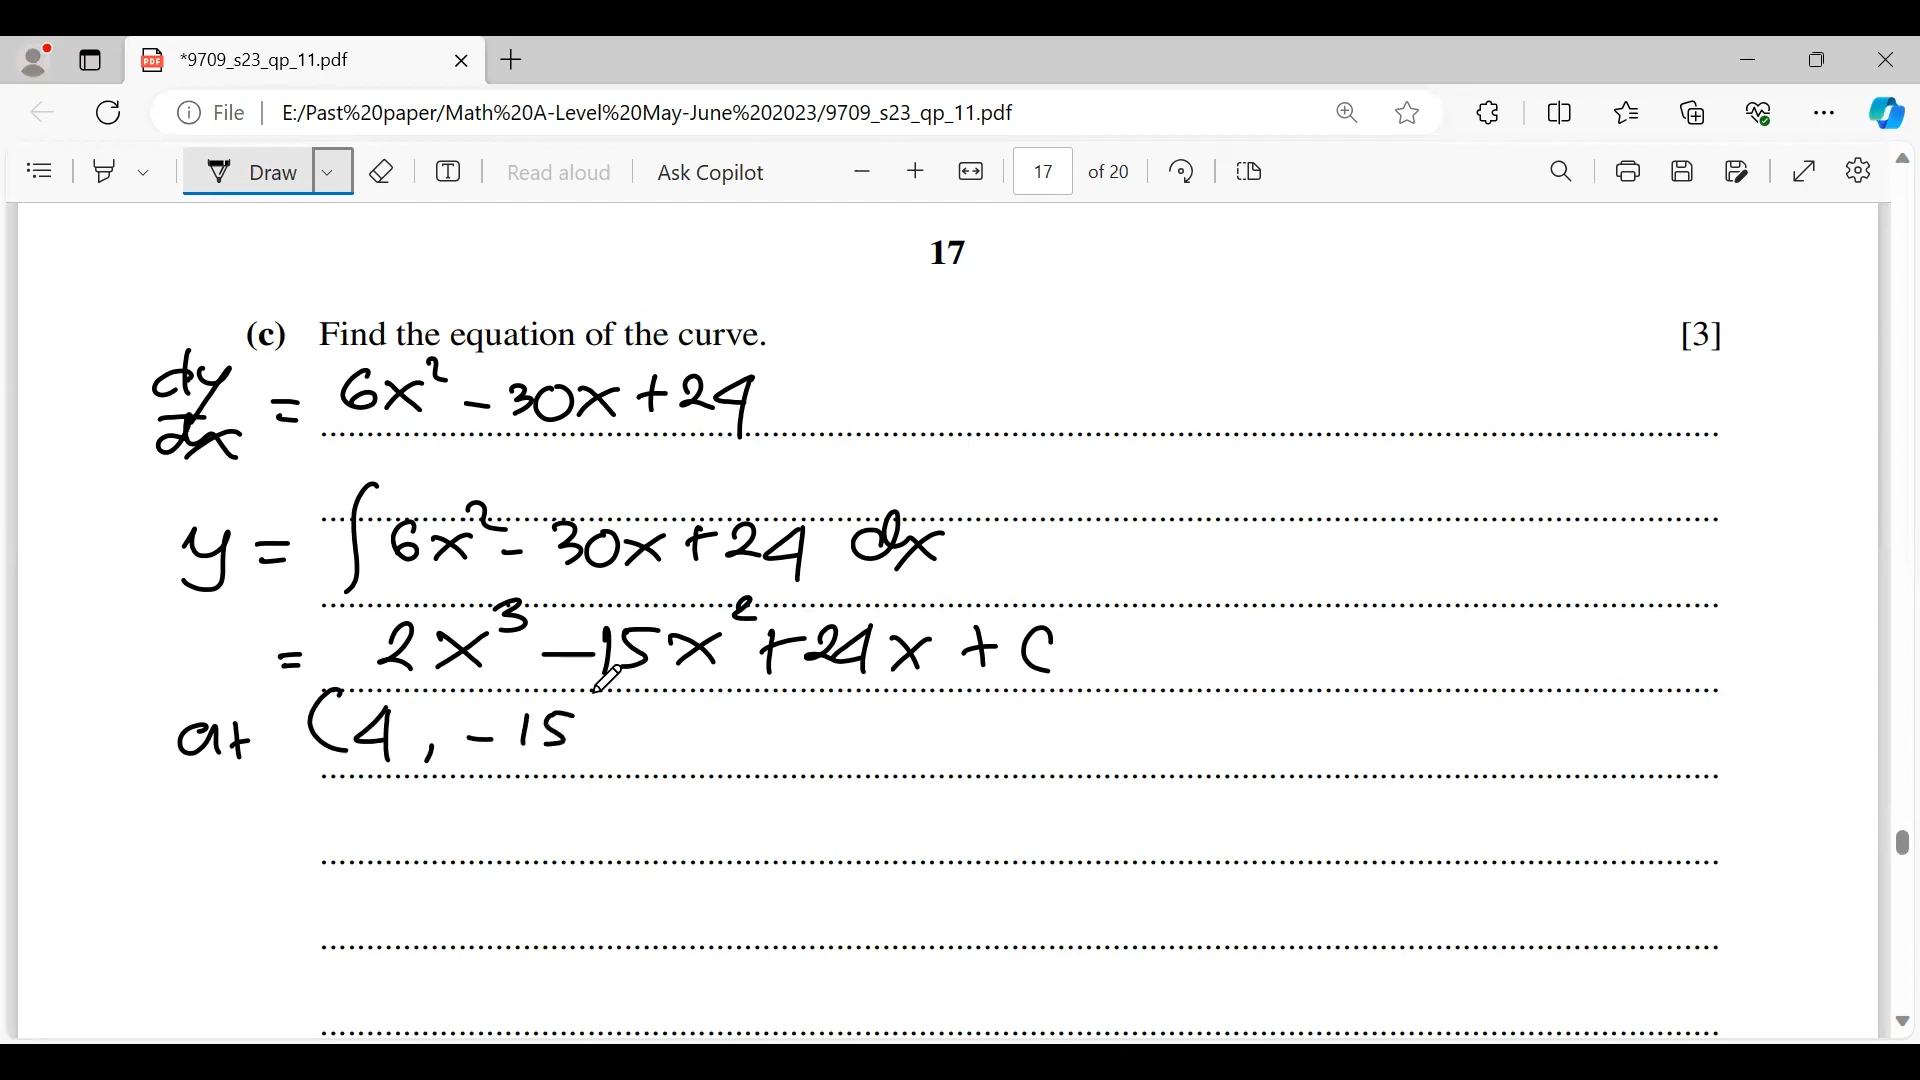 *9709_s23_qp_11.pdf
File E:/Past%20paper/Math%20A-Level%20May-June%202023/9709_s23_qp_11.pdf
Draw Read aloud Ask Copilot 17 of 20
17
(c) Find the equation of the curve. [3]
dy/dx = 6x² - 30x + 24
y = ∫ 6x² - 30x + 24 dx
= 2x³ - 15x² + 24x + C
at (4, -15